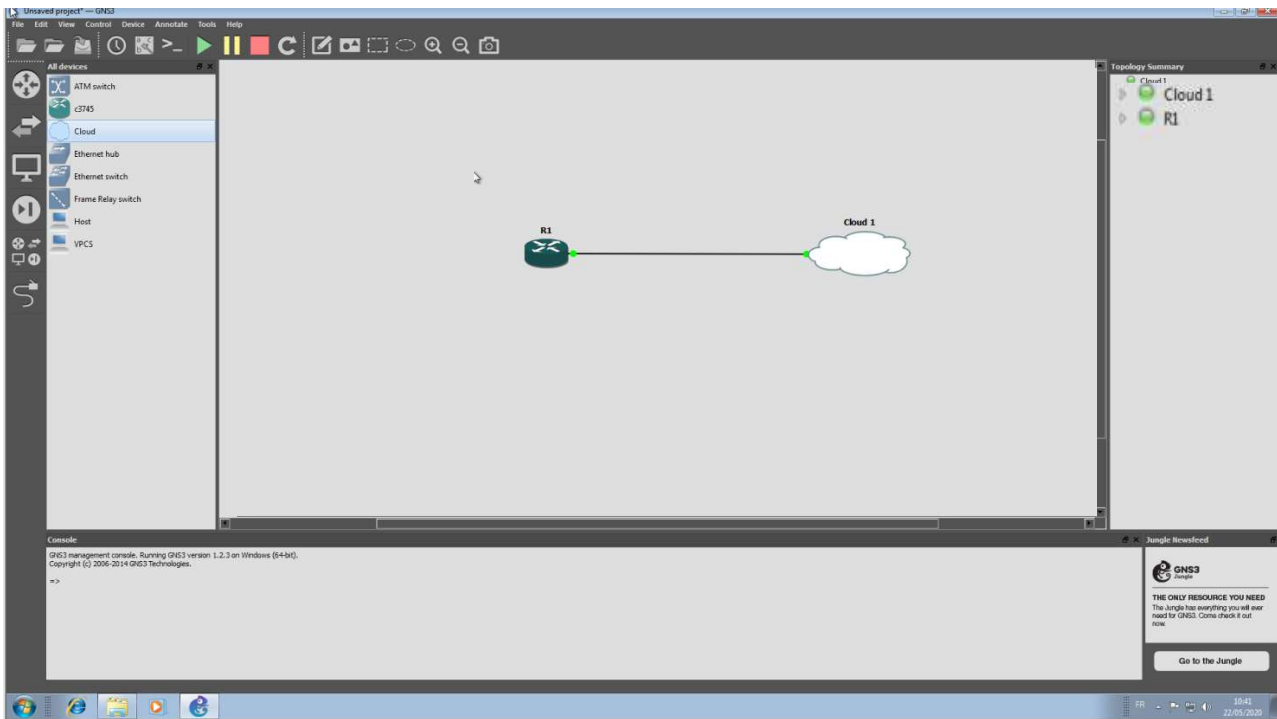 Unsaved project* — GNS3
File Edit View Control Device Annotate Tools Help
All devices
ATM switch
c3745
Cloud
Ethernet hub
Ethernet switch
Frame Relay switch
Host
VPCS
R1
Cloud 1
Topology Summary
Cloud 1
Cloud 1
R1
Console
GNS3 management console. Running GNS3 version 1.2.3 on Windows (64-bit).
Copyright (c) 2006-2014 GNS3 Technologies.
=>
Jungle Newsfeed
GNS3
Jungle
THE ONLY RESOURCE YOU NEED
The Jungle has everything you will ever
need for GNS3. Come check it out
now.
Go to the Jungle
FR
10:41
22/05/2020